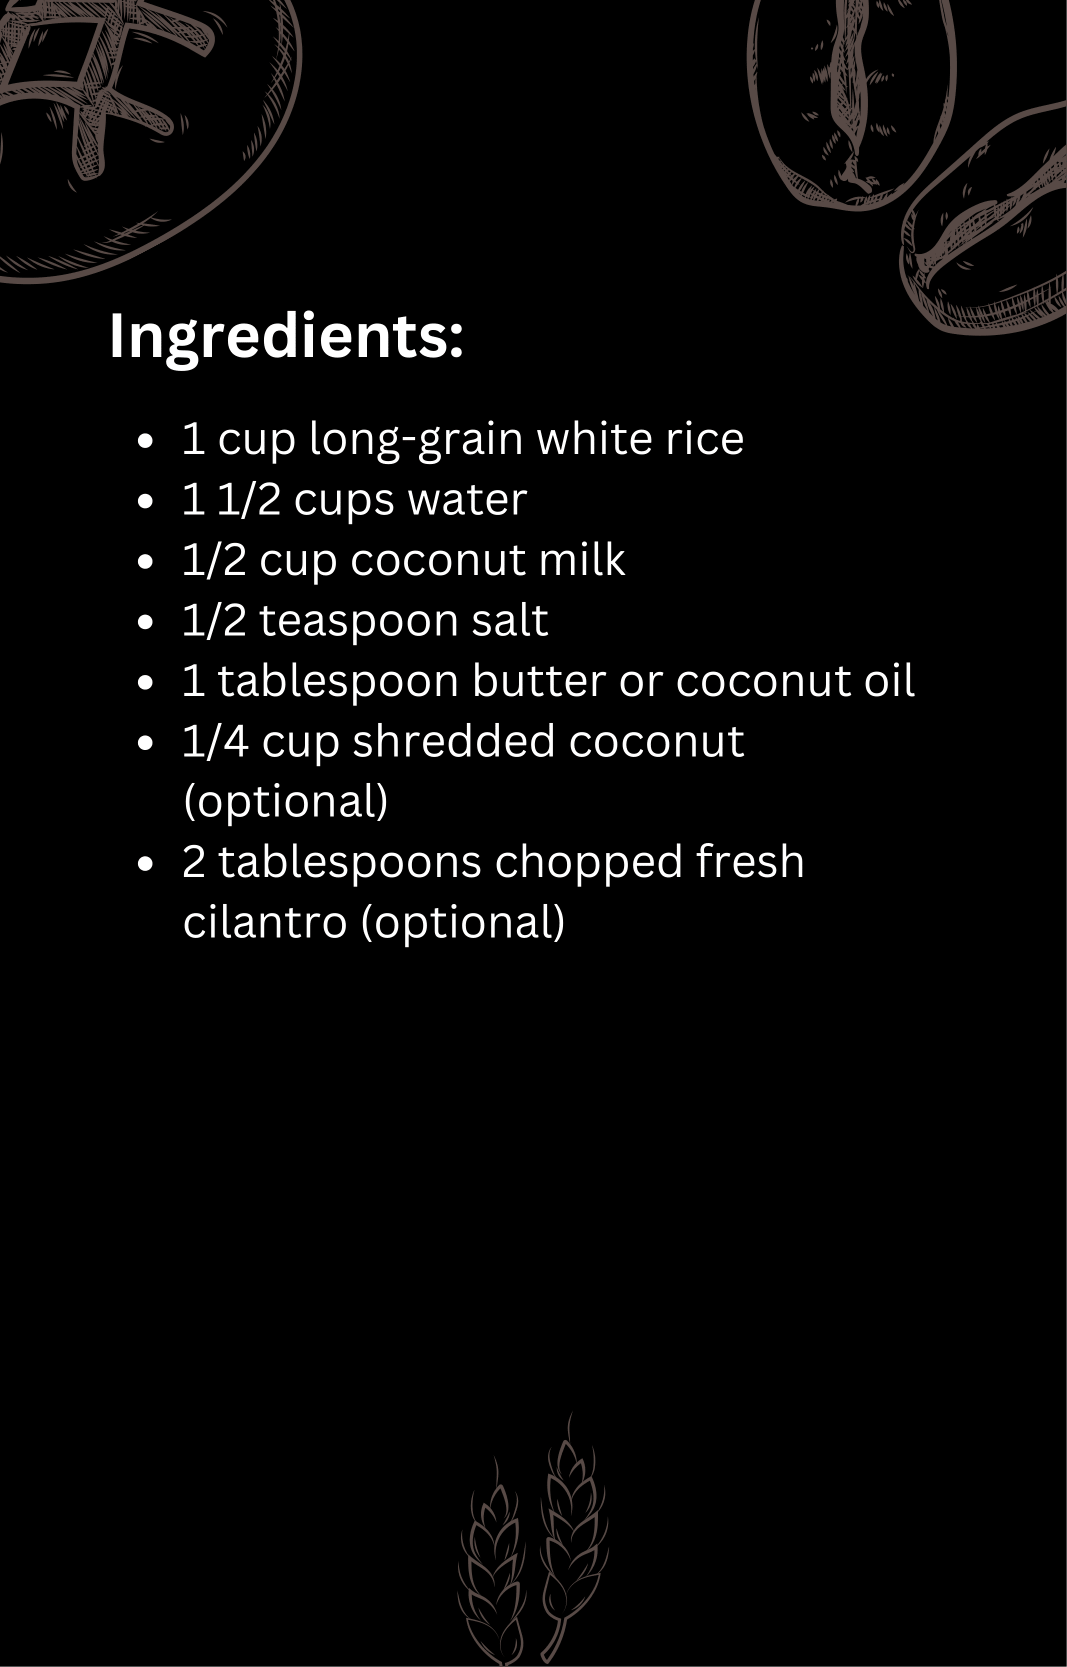 Ingredients:
• 1 cup long-grain white rice
• 1 1/2 cups water
• 1/2 cup coconut milk
• 1/2 teaspoon salt
• 1 tablespoon butter or coconut oil
• 1/4 cup shredded coconut
(optional)
• 2 tablespoons chopped fresh
cilantro (optional)